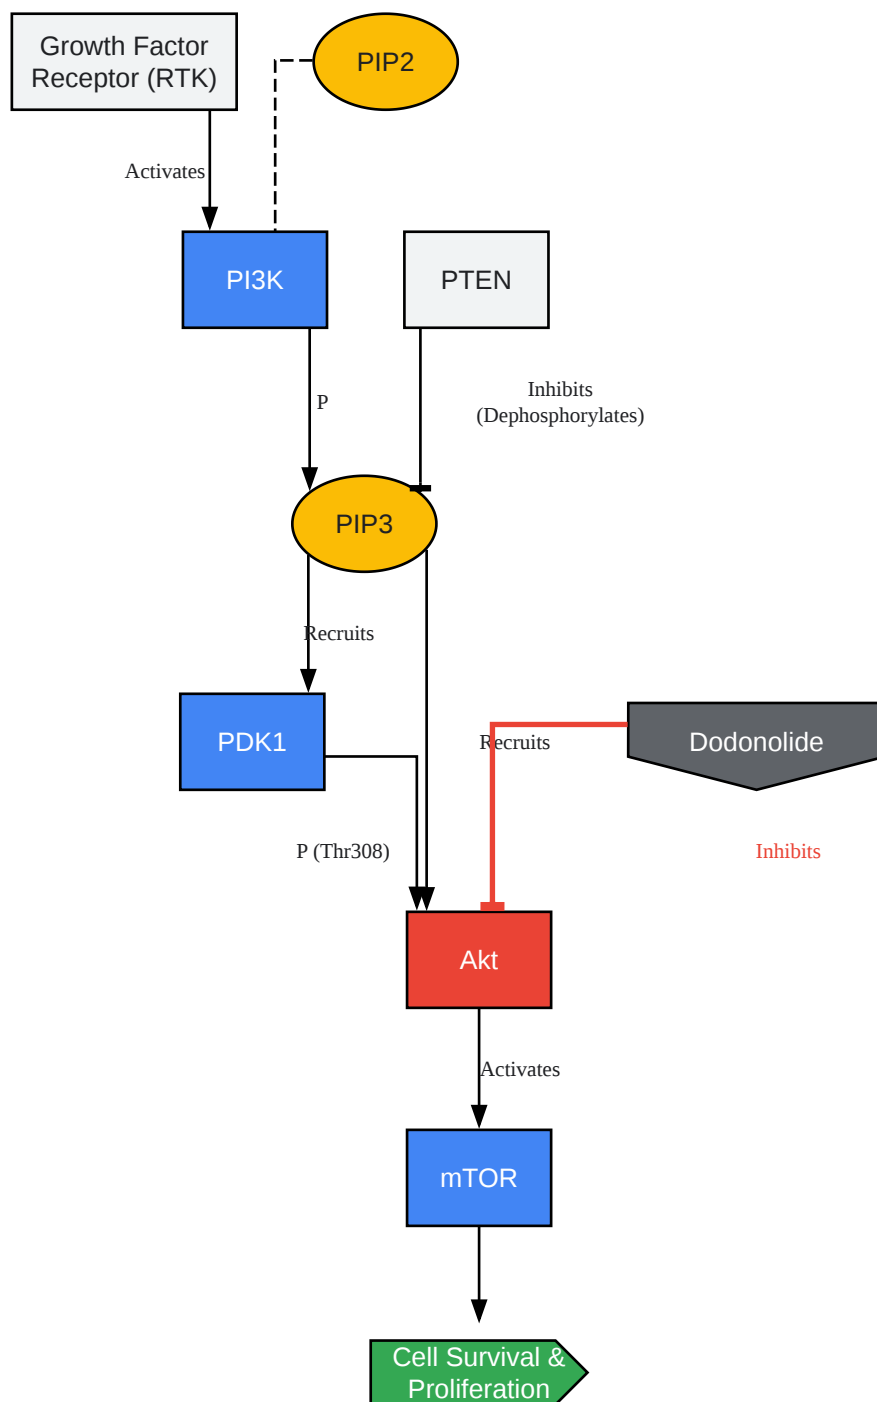 Growth Factor
Receptor (RTK)
PIP2
Activates
PI3K
PTEN
P
Inhibits
(Dephosphorylates)
PIP3
Recruits
PDK1
Recruits
Dodonolide
P (Thr308)
Inhibits
Akt
Activates
mTOR
Cell Survival &
Proliferation